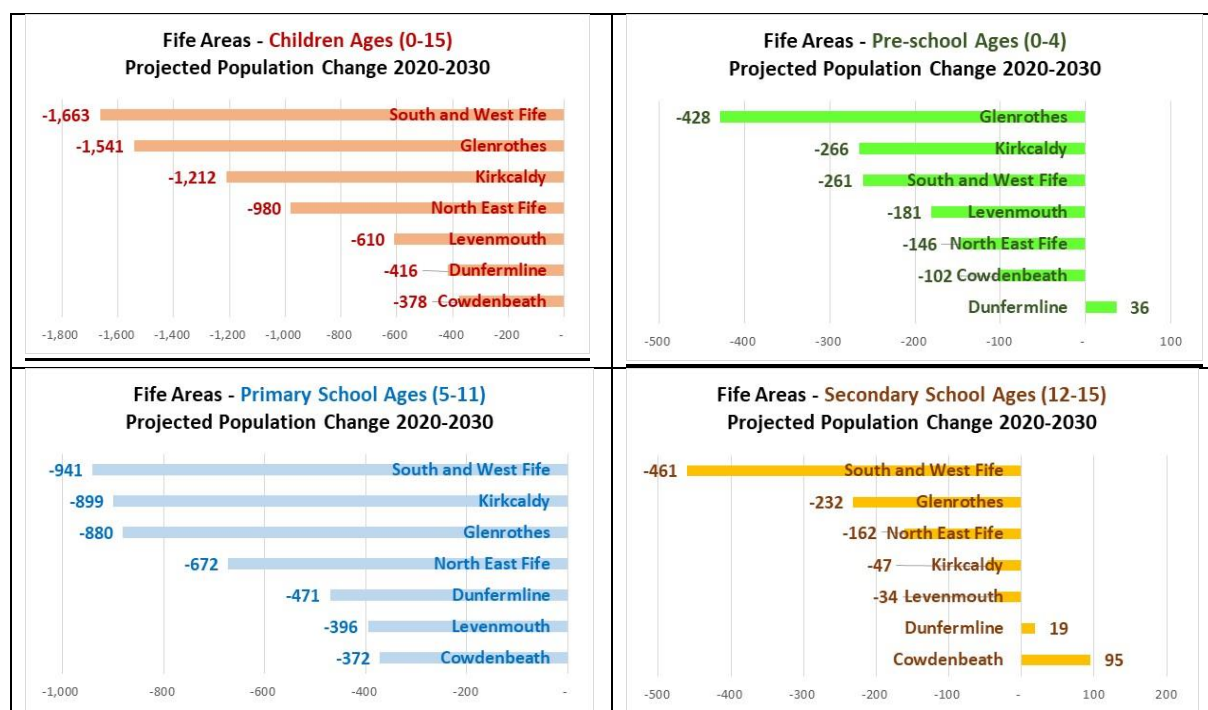 Fife Areas - Children Ages (0-15)
Projected Population Change 2020-2030
-1,663 South and West Fife
-1,541 Glenrothes
-1,212 Kirkcaldy
-980 North East Fife
-610 Levenmouth
-416 Dunfermline
-378 Cowdenbeath
-1,800 -1,600 -1,400 -1,200 -1,000 -800 -600 -400 -200 -
Fife Areas - Pre-school Ages (0-4)
Projected Population Change 2020-2030
-428 Glenrothes
-266 Kirkcaldy
-261 South and West Fife
-181 Levenmouth
-146 North East Fife
-102 Cowdenbeath
Dunfermline 36
-500 -400 -300 -200 -100 - 100
Fife Areas - Primary School Ages (5-11)
Projected Population Change 2020-2030
-941 South and West Fife
-899 Kirkcaldy
-880 Glenrothes
-672 North East Fife
-471 Dunfermline
-396 Levenmouth
-372 Cowdenbeath
-1,000 -800 -600 -400 -200 -
Fife Areas - Secondary School Ages (12-15)
Projected Population Change 2020-2030
-461 South and West Fife
-232 Glenrothes
-162 North East Fife
-47 Kirkcaldy
-34 Levenmouth
Dunfermline 19
Cowdenbeath 95
-500 -400 -300 -200 -100 - 100 200